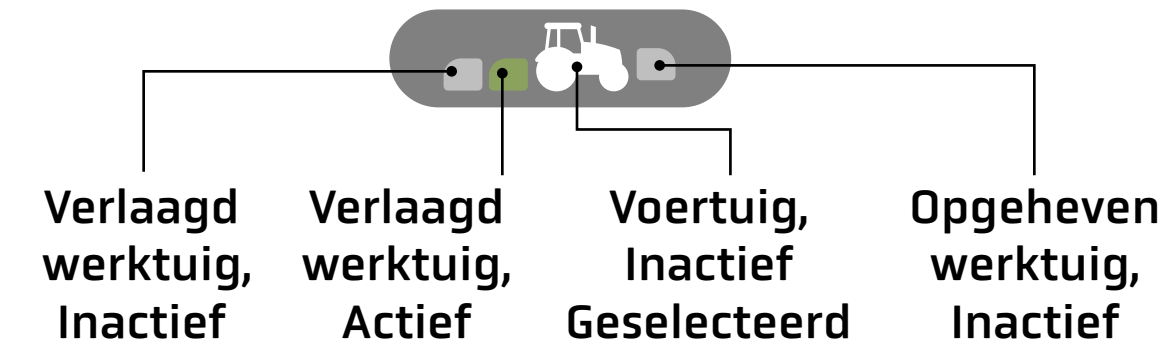 Verlaagd
werktuig,
Inactief
Verlaagd
werktuig,
Actief
Voertuig,
Inactief
Geselecteerd
Opgeheven
werktuig,
Inactief